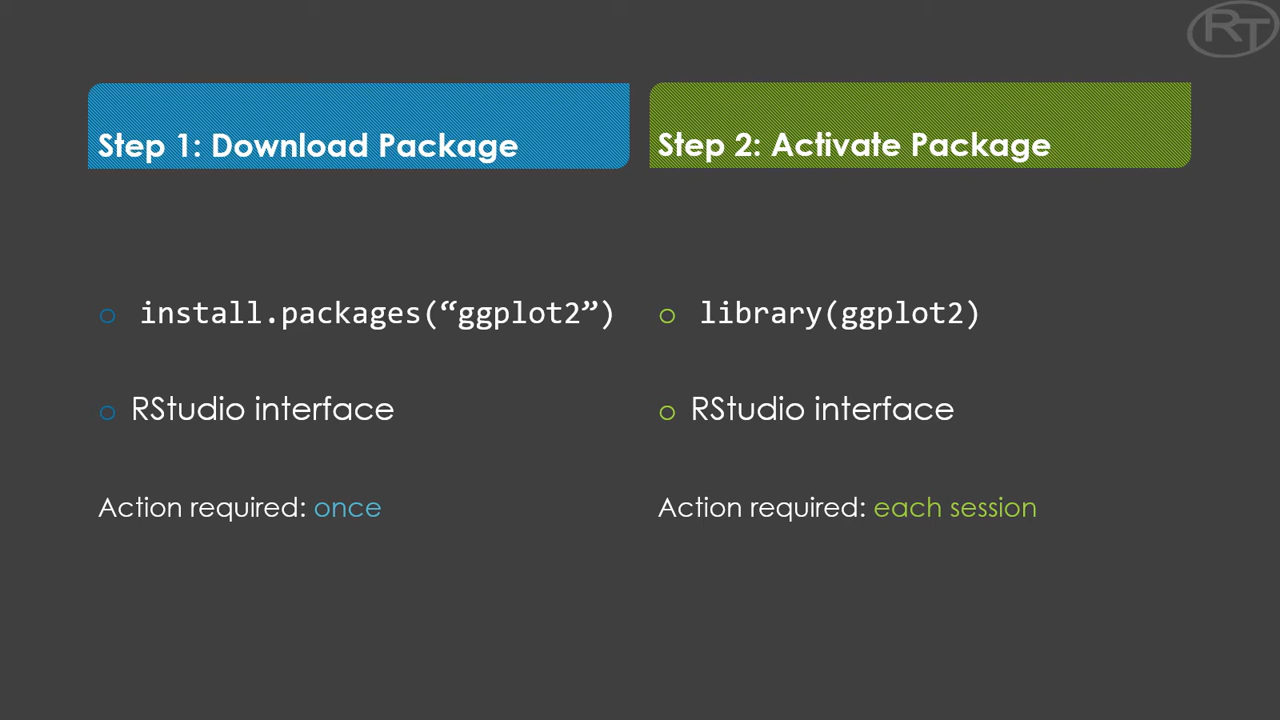 RT
Step 1: Download Package
install.packages(“ggplot2”)
RStudio interface
Action required: once
Step 2: Activate Package
library(ggplot2)
RStudio interface
Action required: each session